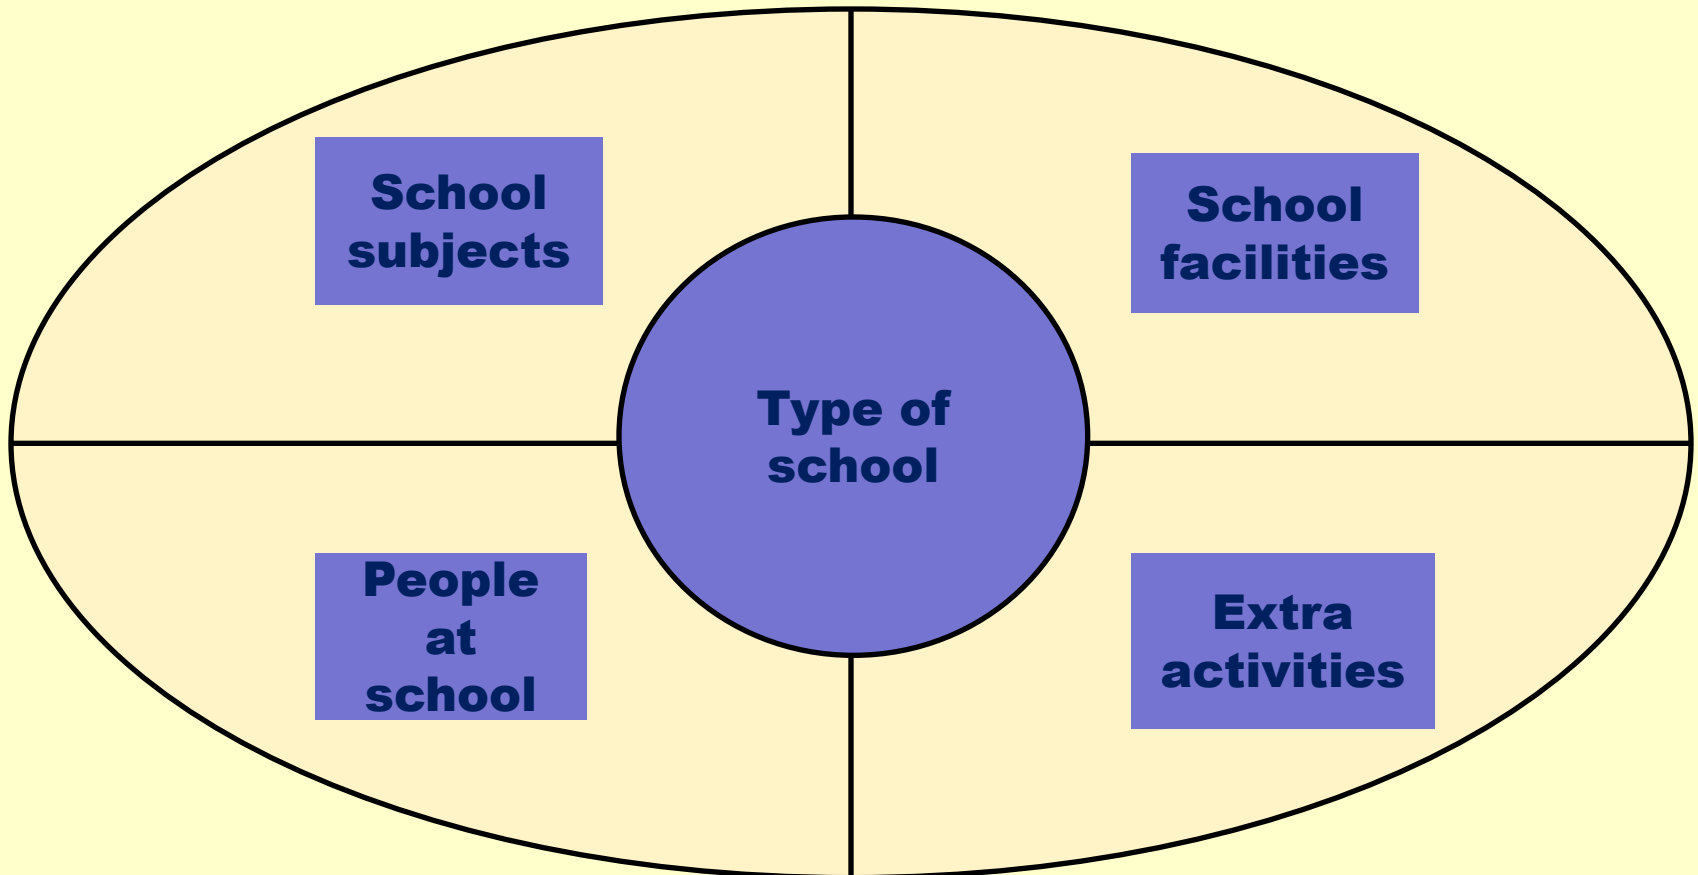 School
subjects
School
facilities
Type of
school
People
at
school
Extra
activities